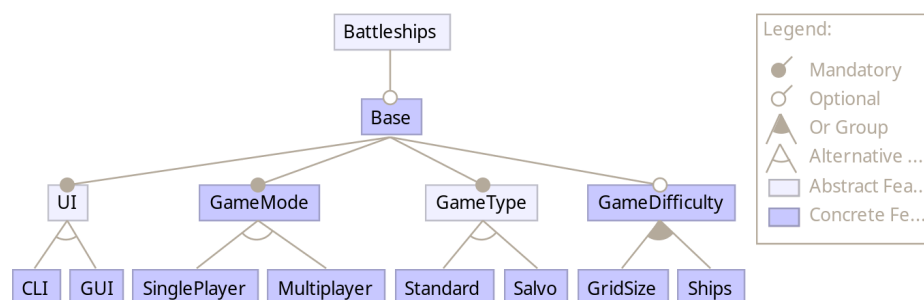 Battleships
Legend:
Mandatory
Optional
Base
Or Group
Alternative ...
UI
GameMode
GameType
GameDifficulty
Abstract Fea...
Concrete Fe...
CLI
GUI
SinglePlayer
Multiplayer
Standard
Salvo
GridSize
Ships